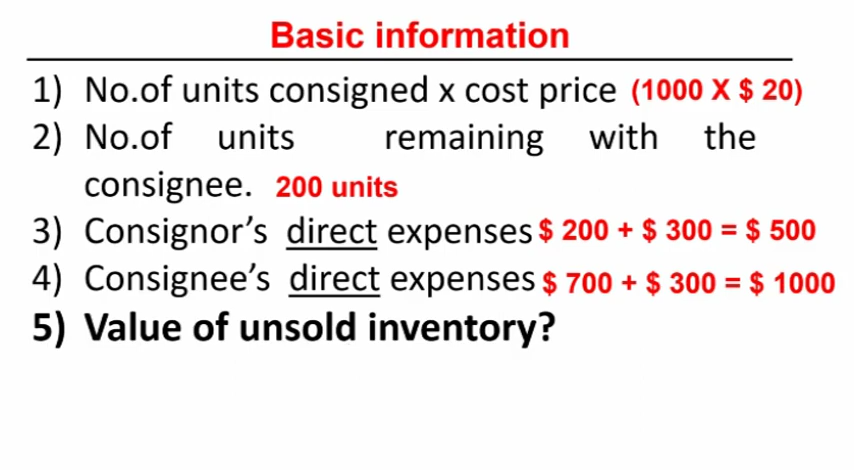 Basic information
1) No.of units consigned x cost price (1000 X $ 20)
2) No.of units remaining with the
consignee. 200 units
3) Consignor’s direct expenses $ 200 + $ 300 = $ 500
4) Consignee’s direct expenses $ 700 + $ 300 = $ 1000
5) Value of unsold inventory?